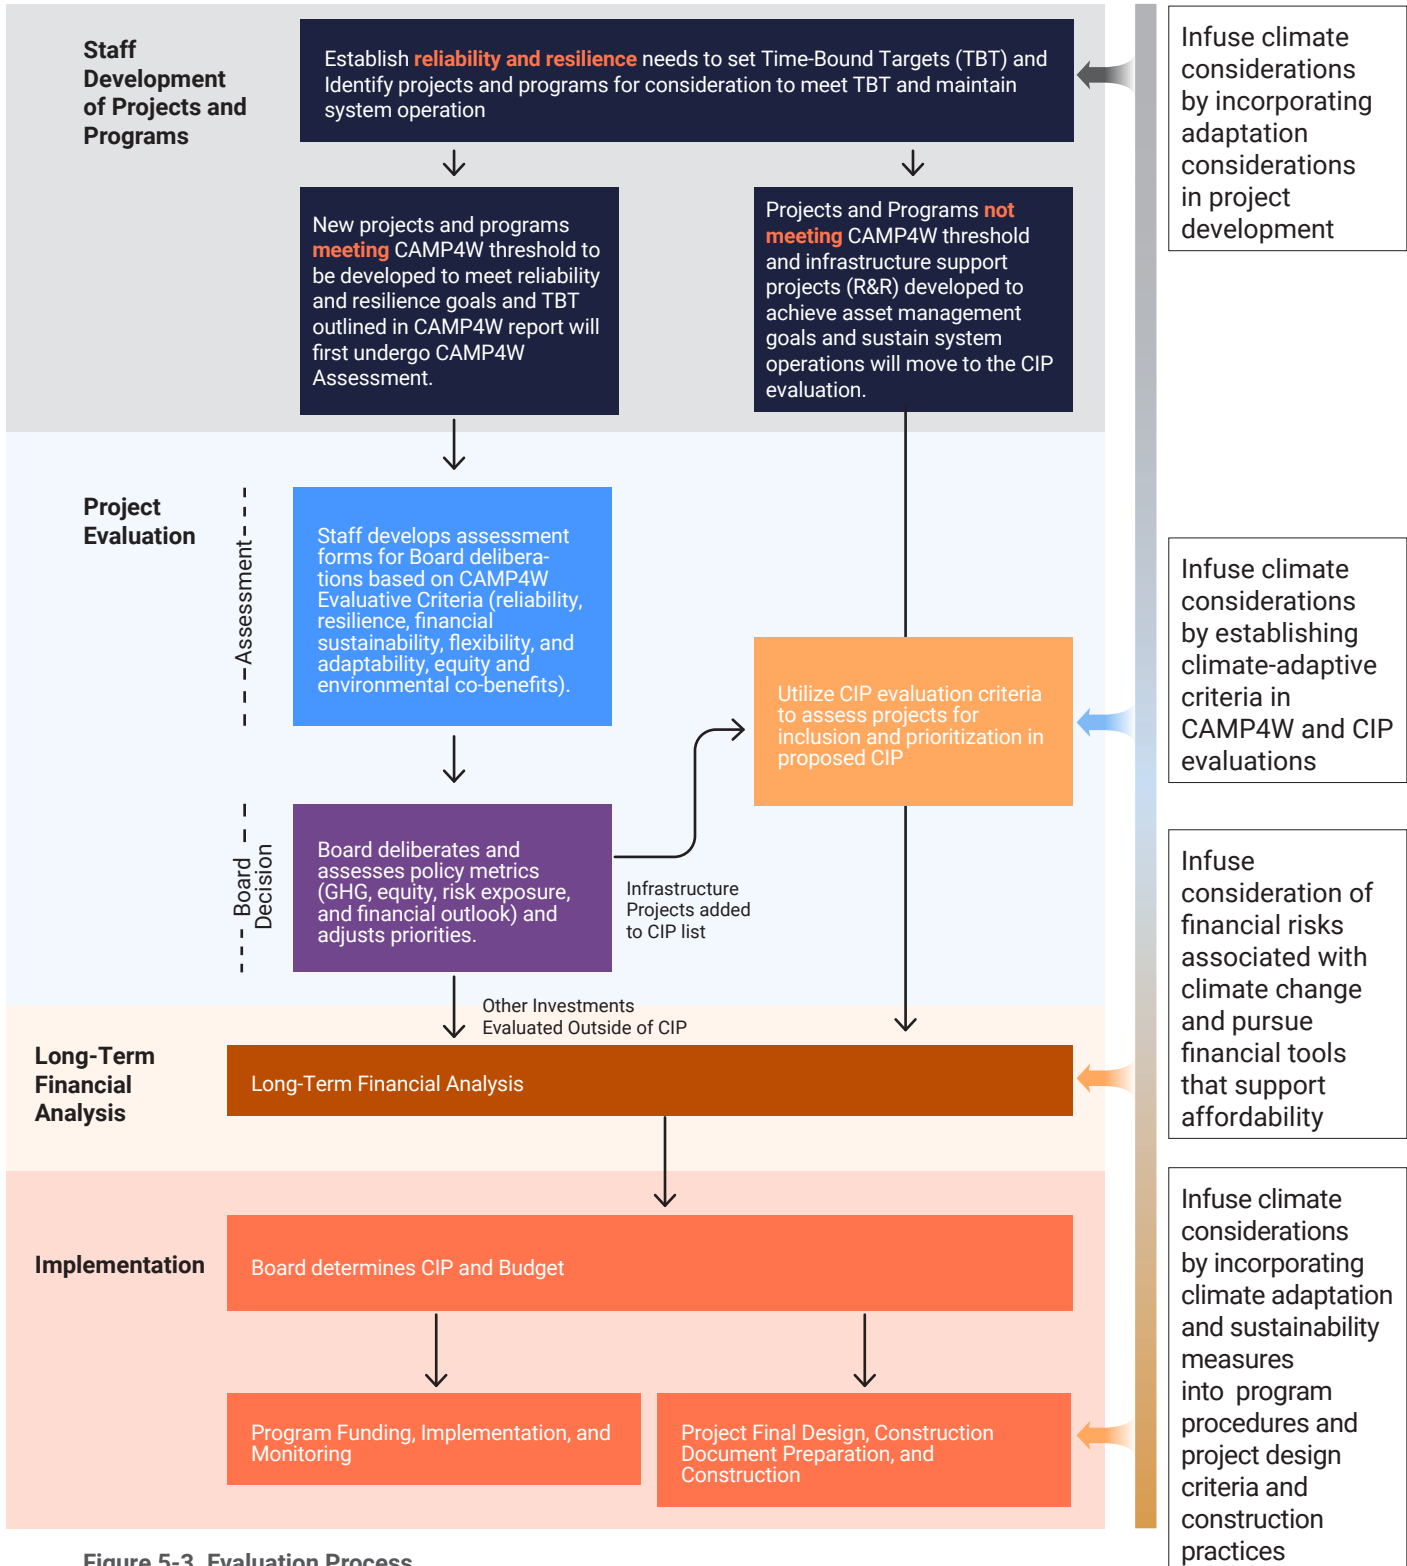 Staff
Development
of Projects and
Programs
Establish reliability and resilience needs to set Time-Bound Targets (TBT) and
Identify projects and programs for consideration to meet TBT and maintain
system operation
New projects and programs
meeting CAMP4W threshold to
be developed to meet reliability
and resilience goals and TBT
outlined in CAMP4W report will
first undergo CAMP4W
Assessment.
Projects and Programs not
meeting CAMP4W threshold
and infrastructure support
projects (R&R) developed to
achieve asset management
goals and sustain system
operations will move to the CIP
evaluation.
Infuse climate
considerations
by incorporating
adaptation
considerations
in project
development
Project
Evaluation
Assessment
Staff develops assessment
forms for Board delibera-
tions based on CAMP4W
Evaluative Criteria (reliability,
resilience, financial
sustainability, flexibility, and
adaptability, equity and
environmental co-benefits).
Utilize CIP evaluation criteria
to assess projects for
inclusion and prioritization in
proposed CIP
Infuse climate
considerations
by establishing
climate-adaptive
criteria in
CAMP4W and CIP
evaluations
Board
Decision
Board deliberates and
assesses policy metrics
(GHG, equity, risk exposure,
and financial outlook) and
adjusts priorities.
Infrastructure
Projects added
to CIP list
Other Investments
Evaluated Outside of CIP
Infuse
consideration of
financial risks
associated with
climate change
and pursue
financial tools
that support
affordability
Long-Term
Financial
Analysis
Long-Term Financial Analysis
Implementation
Board determines CIP and Budget
Program Funding, Implementation, and
Monitoring
Project Final Design, Construction
Document Preparation, and
Construction
Infuse climate
considerations
by incorporating
climate adaptation
and sustainability
measures
into program
procedures and
project design
criteria and
construction
practices
Figure 5-3. Evaluation Process